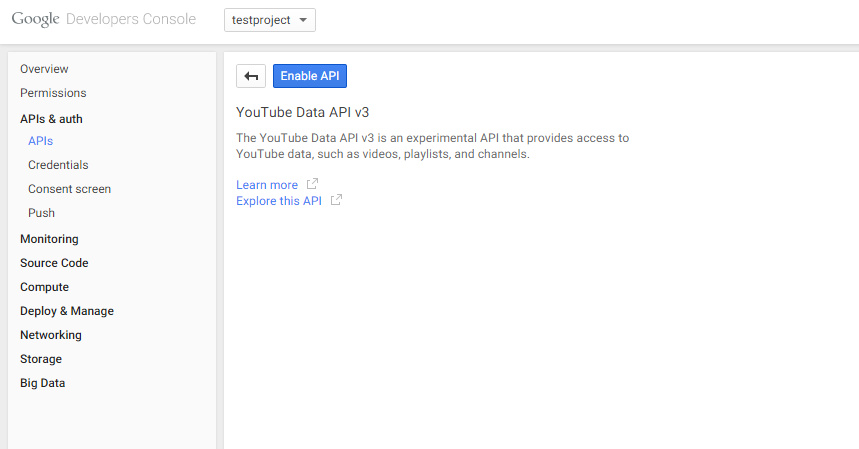 Google Developers Console
testproject
Overview
Permissions
APIs & auth
APIs
Credentials
Consent screen
Push
Monitoring
Source Code
Compute
Deploy & Manage
Networking
Storage
Big Data
Enable API
YouTube Data API v3
The YouTube Data API v3 is an experimental API that provides access to
YouTube data, such as videos, playlists, and channels.
Learn more
Explore this API